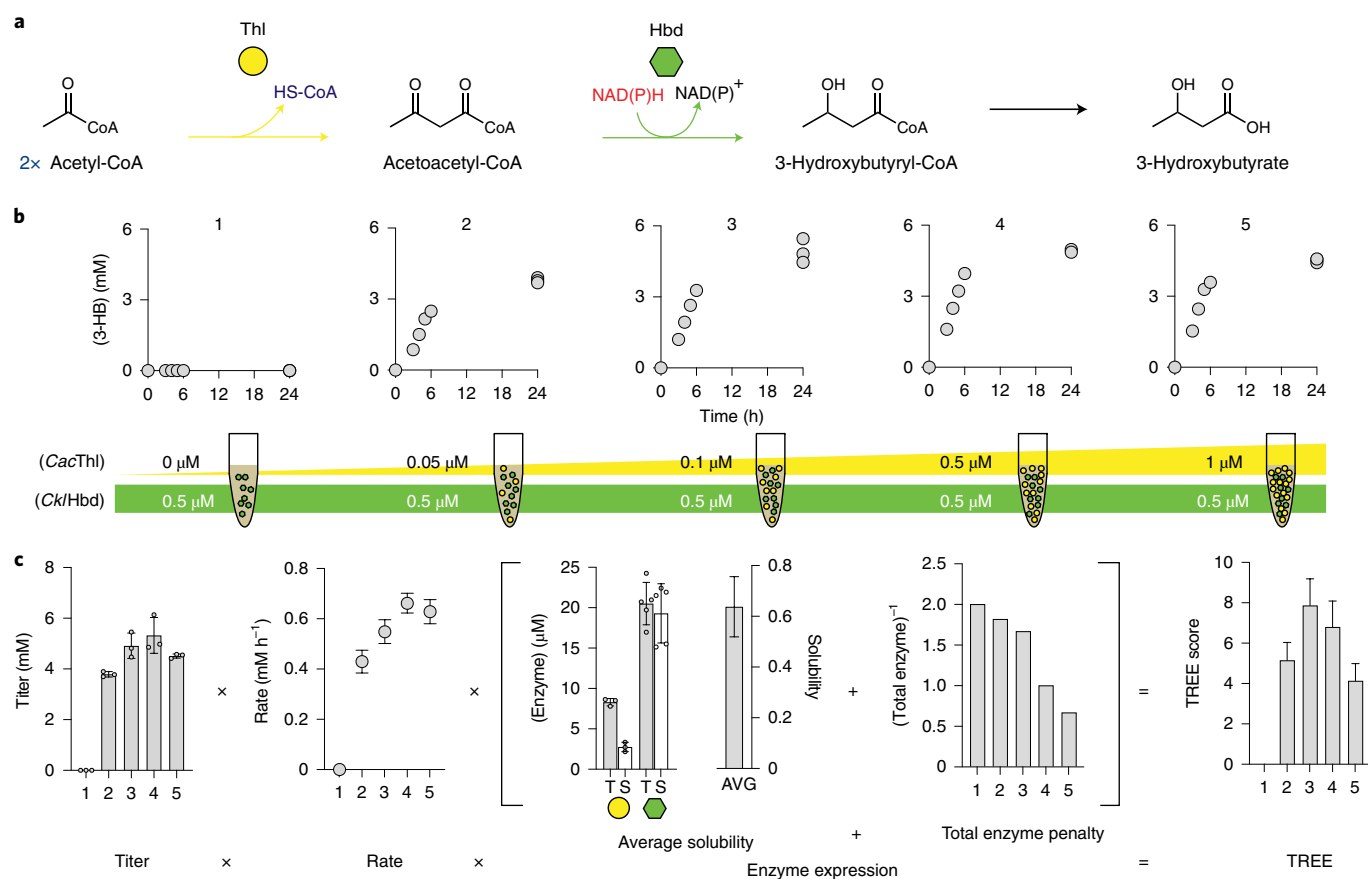 a
Thl
Hbd
O
HS-CoA
O O
NAD(P)H NAD(P)+
OH O
OH O
CoA
CoA
CoA
OH
2× Acetyl-CoA
Acetoacetyl-CoA
3-Hydroxybutyryl-CoA
3-Hydroxybutyrate
b
1 2 3 4 5
(3-HB) (mM)
6 6 6 6 6
3 3 3 3 3
0 0 0 0 0
0 6 12 18 24
0 6 12 18 24
0 6 12 18 24
0 6 12 18 24
0 6 12 18 24
Time (h)
(CacThl) 0 μM 0.05 μM 0.1 μM 0.5 μM 1 μM
(CklHbd) 0.5 μM 0.5 μM 0.5 μM 0.5 μM 0.5 μM
c
Titer (mM)
8
6
4
2
0
1 2 3 4 5
×
Rate (mM h−1)
0.8
0.6
0.4
0.2
0
1 2 3 4 5
×
(Enzyme) (μM)
25
20
15
10
5
0
T S T S
0.8
0.6
0.4
0.2
0
Solubility
AVG
+
(Total enzyme)−1
2.5
2.0
1.5
1.0
0.5
0
1 2 3 4 5
=
TREE score
10
8
6
4
2
0
1 2 3 4 5
Average solubility + Total enzyme penalty
Titer × Rate × Enzyme expression = TREE